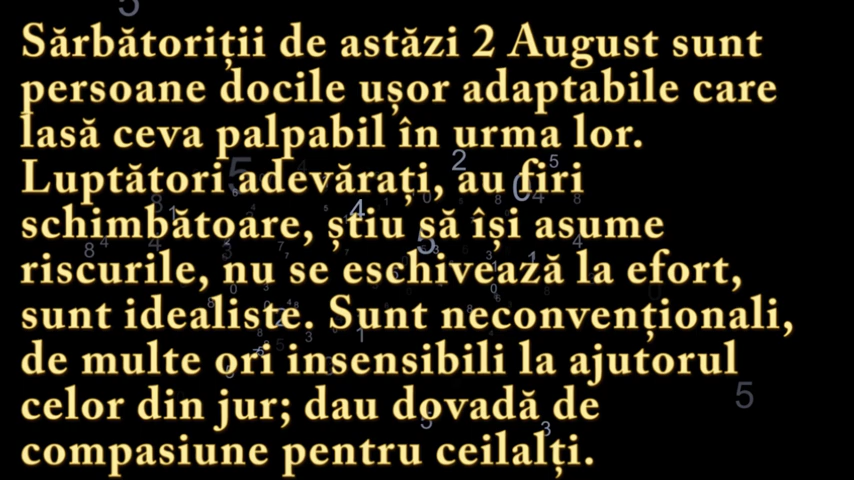 Sărbătoriții de astăzi 2 August sunt
persoane docile ușor adaptabile care
lasă ceva palpabil în urma lor.
Luptători adevărați, au firi
schimbătoare, știu să își asume
riscurile, nu se eschivează la efort,
sunt idealiste. Sunt neconvenționali,
de multe ori insensibili la ajutorul
celor din jur; dau dovadă de
compasiune pentru ceilalți.